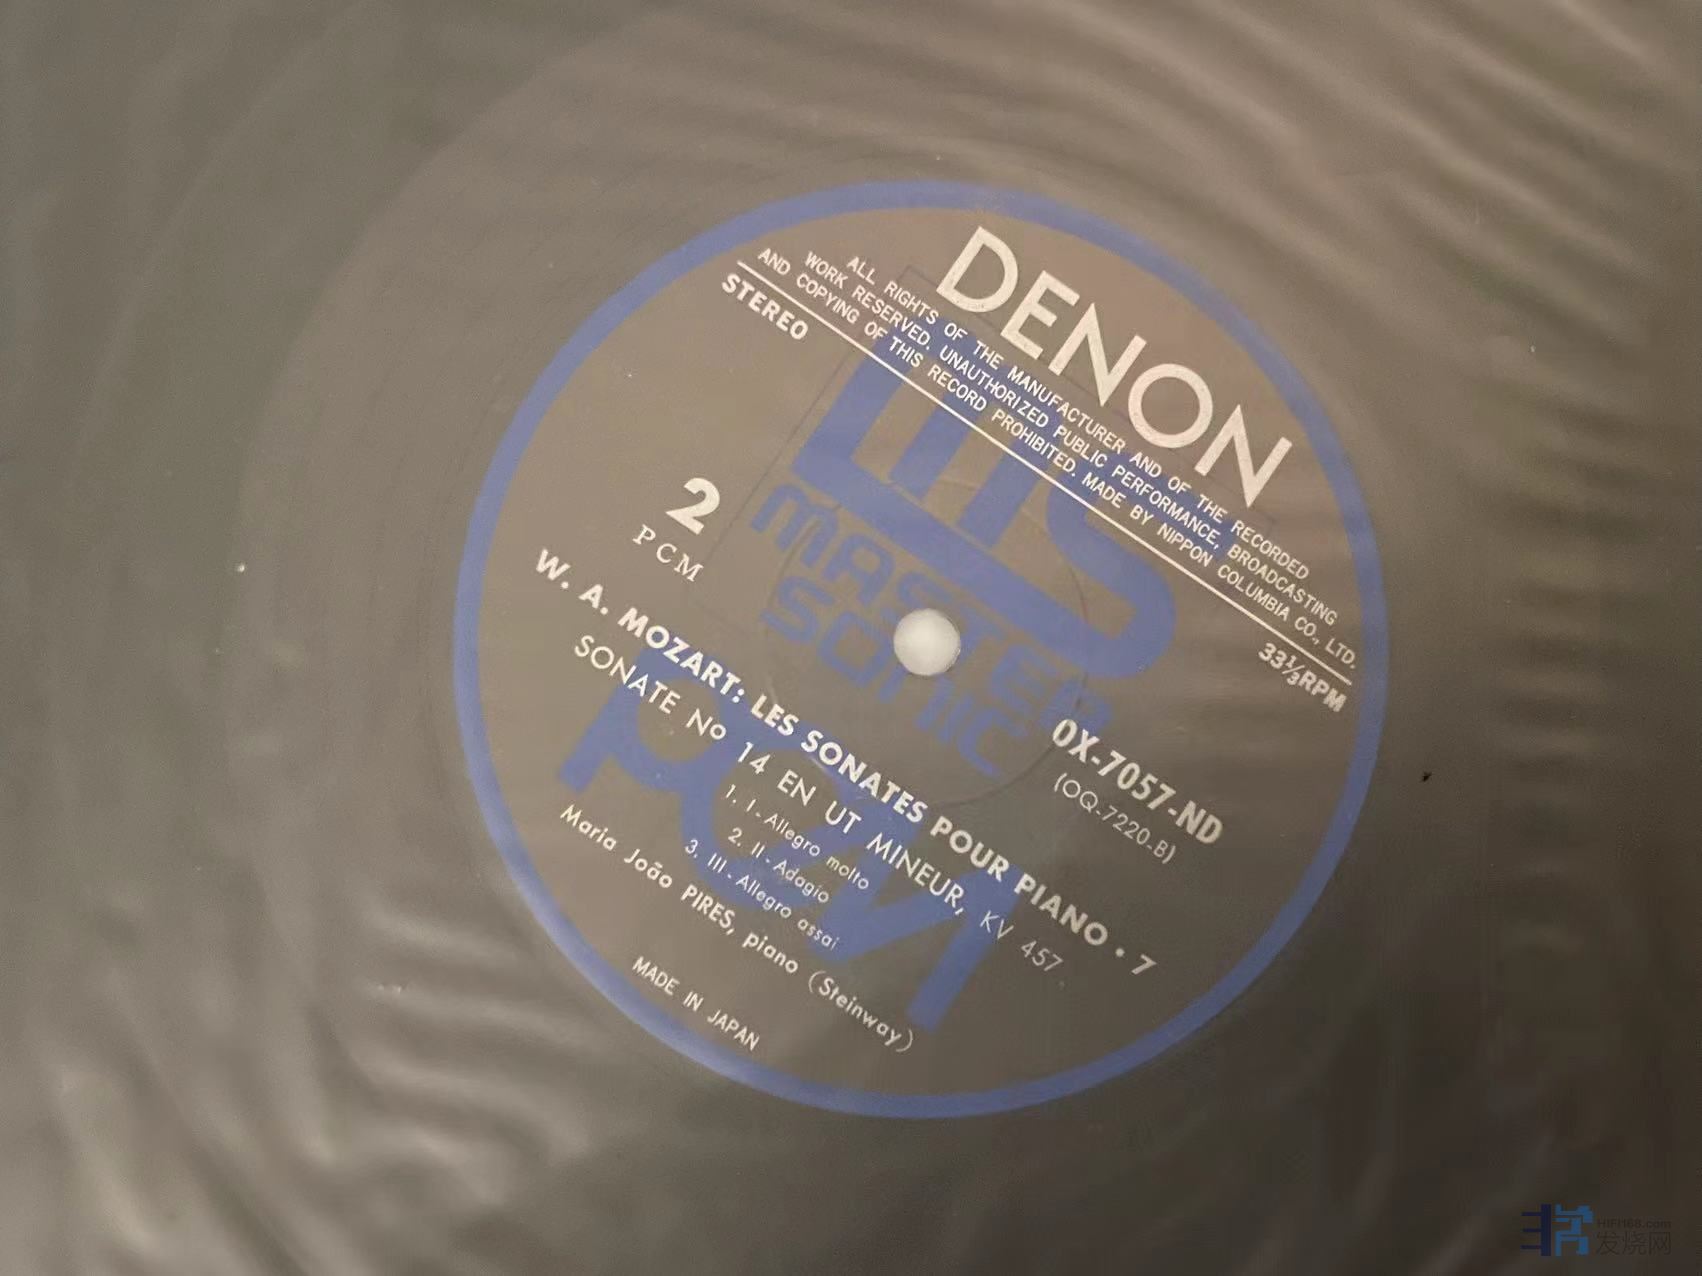 DENON
ALL RIGHTS OF THE MANUFACTURER AND OF THE RECORDED
WORK RESERVED. UNAUTHORIZED PUBLIC PERFORMANCE, BROADCASTING
AND COPYING OF THIS RECORD PROHIBITED. MADE BY NIPPON COLUMBIA CO., LTD.
STEREO
33⅓RPM
MASTER
SONIC
PCM
2
PCM
OX-7057-ND
(OQ-7220-B)
W. A. MOZART: LES SONATES POUR PIANO・7
SONATE No 14 EN UT MINEUR, KV 457
1. I - Allegro molto
2. II - Adagio
3. III - Allegro assai
Maria João PIRES, piano (Steinway)
MADE IN JAPAN
HIFI168.com
发烧网